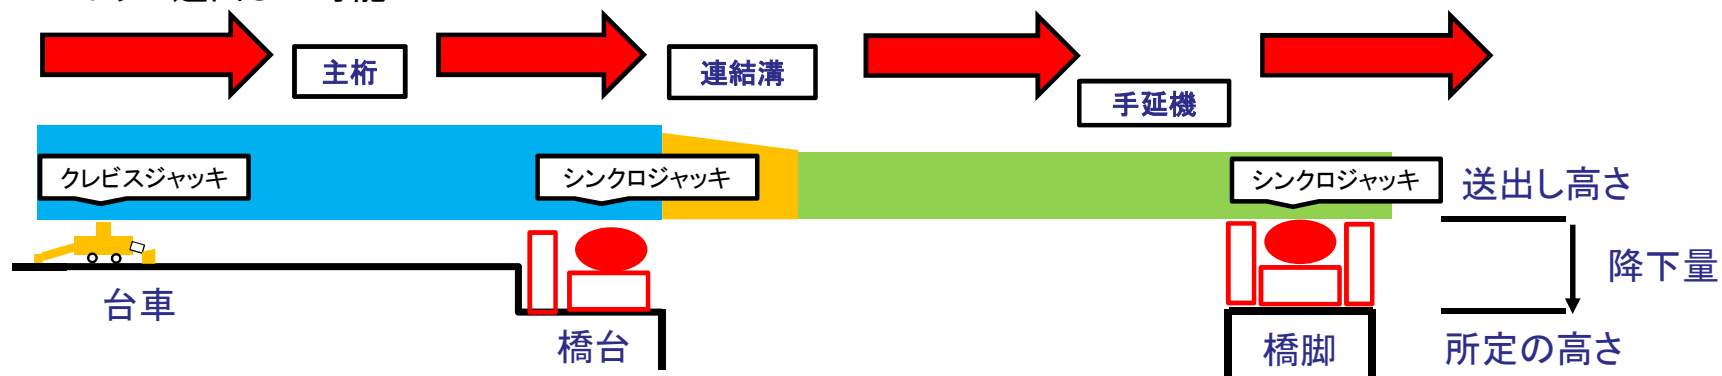 主桁
連結溝
手延機
クレビスジャッキ
シンクロジャッキ
シンクロジャッキ
送出し高さ
降下量
台車
橋台
橋脚
所定の高さ